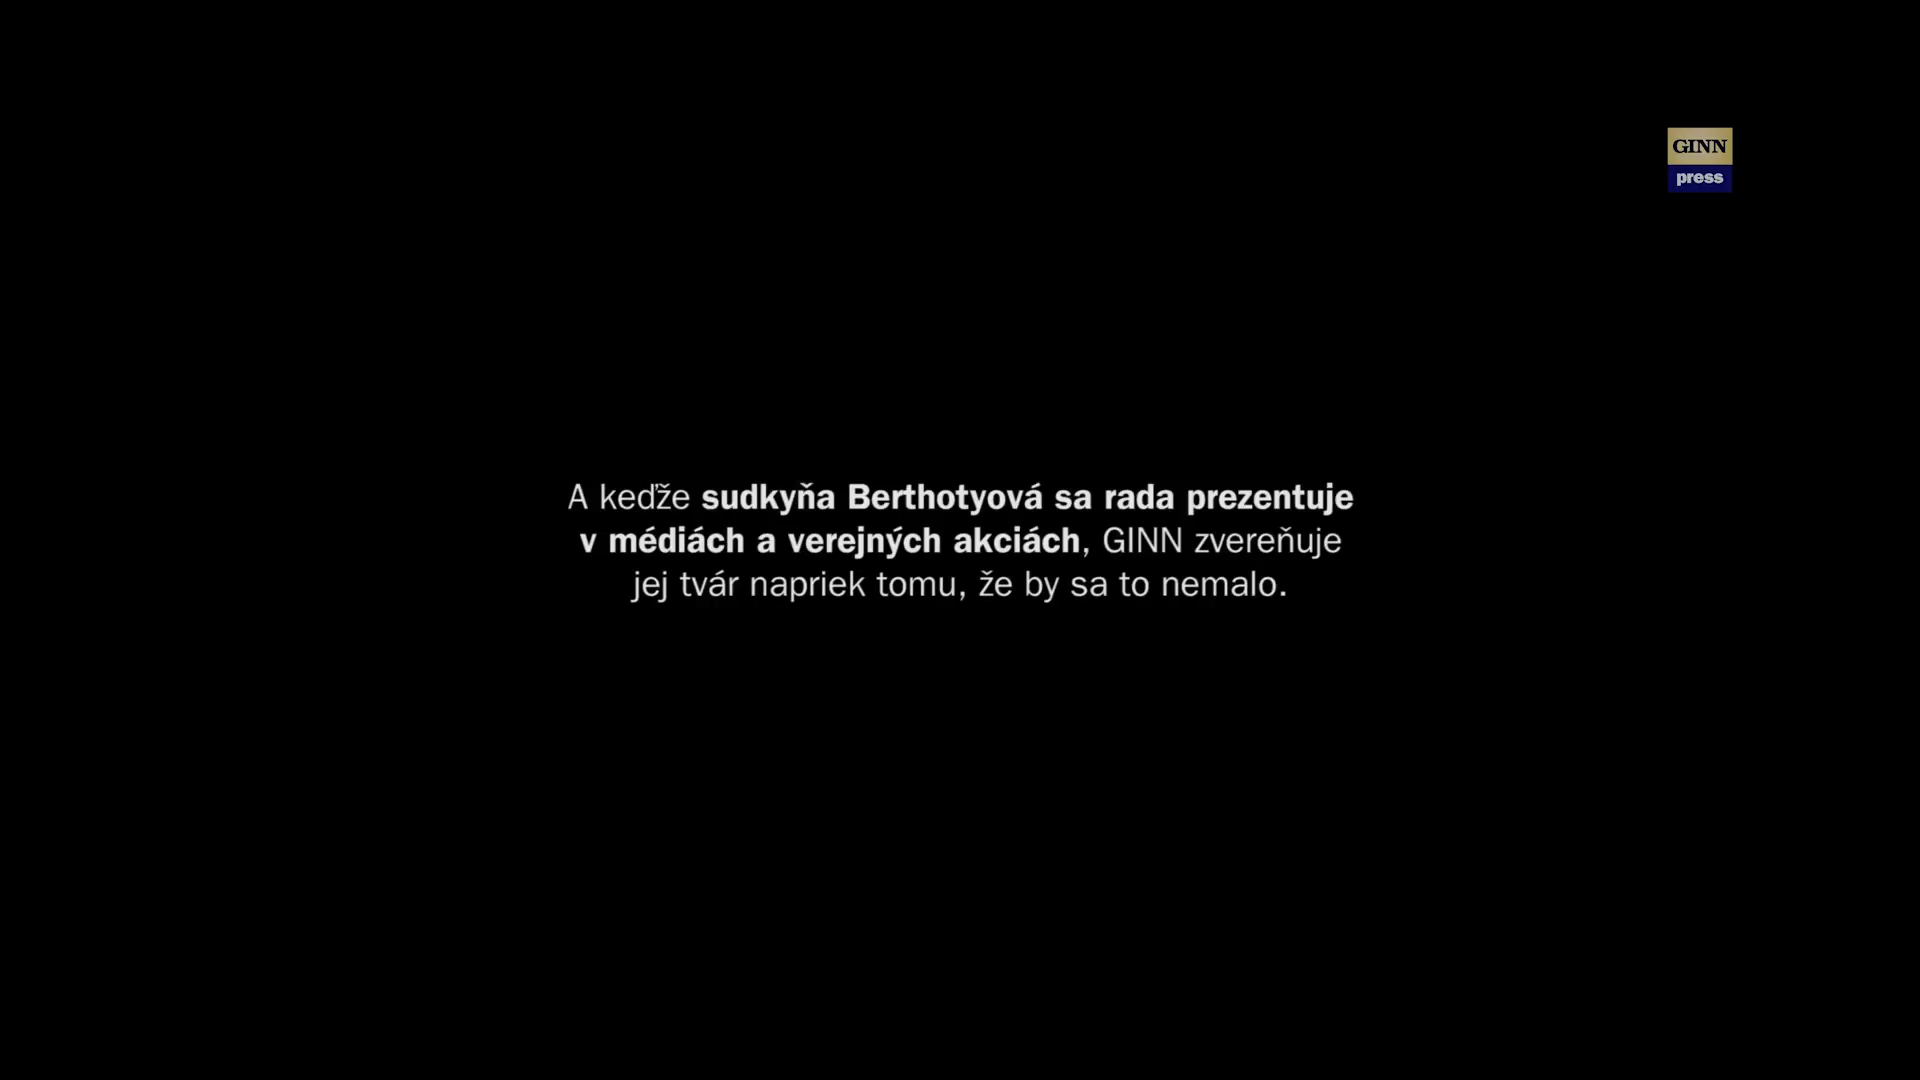 GINN
press
A keďže sudkyňa Berthotyová sa rada prezentuje
v médiách a verejných akciách, GINN zvereňuje
jej tvár napriek tomu, že by sa to nemalo.